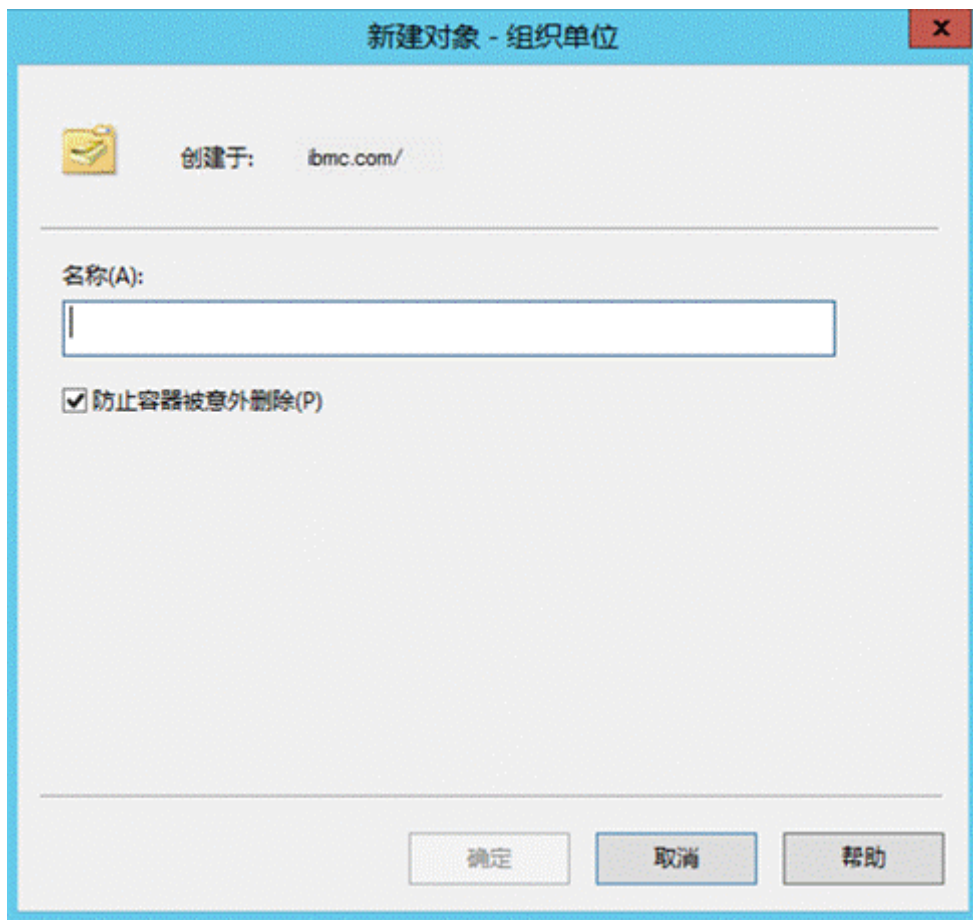 新建对象 - 组织单位
x
创建于: ibmc.com/
名称(A):
防止容器被意外删除(P)
确定 取消 帮助